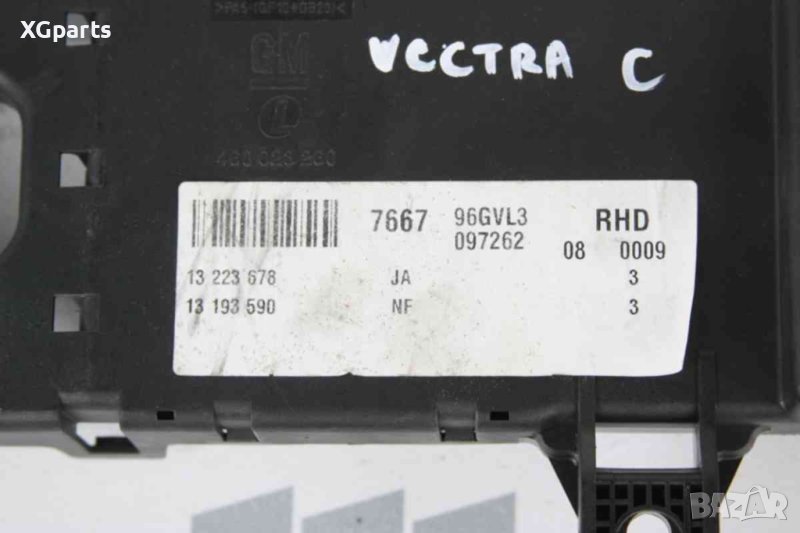 XGparts
GM
VECTRA C
7667 96GVL3 RHD
097262 08 0009
13 223 678 JA 3
13 193 590 NF 3
BAZAR